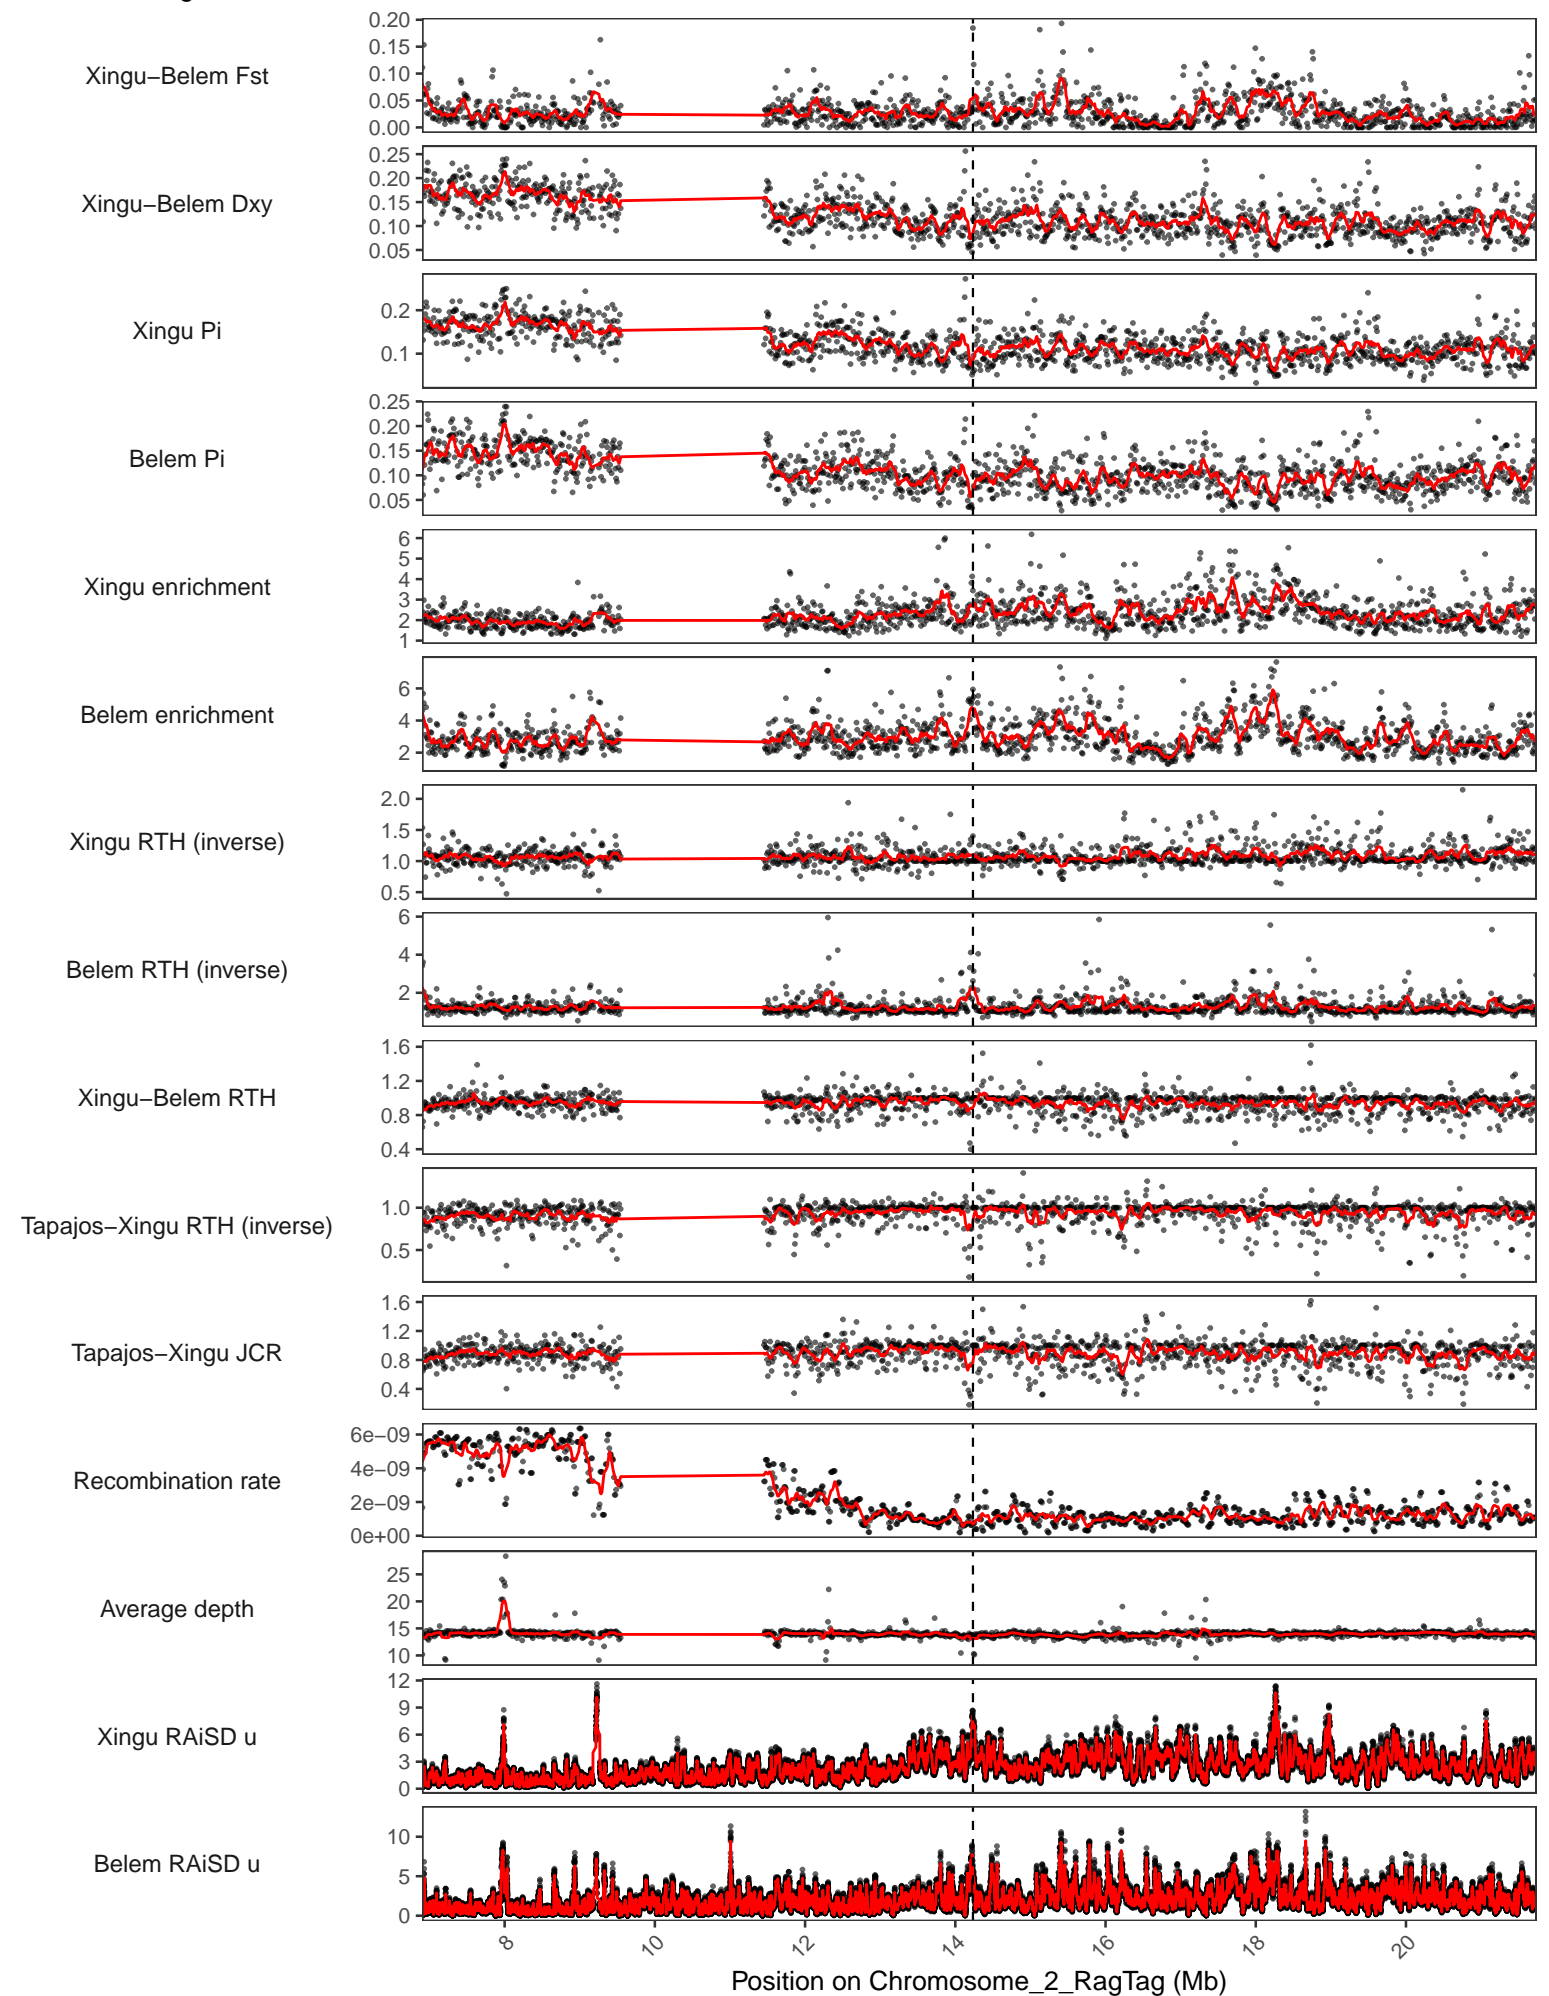 Xingu−Belem Fst
0.20
0.15
0.10
0.05
0.00
Xingu−Belem Dxy
0.25
0.20
0.15
0.10
0.05
Xingu Pi
0.2
0.1
Belem Pi
0.25
0.20
0.15
0.10
0.05
Xingu enrichment
6
5
4
3
2
1
Belem enrichment
6
4
2
Xingu RTH (inverse)
2.0
1.5
1.0
0.5
Belem RTH (inverse)
6
4
2
Xingu−Belem RTH
1.6
1.2
0.8
0.4
Tapajos−Xingu RTH (inverse)
1.0
0.5
Tapajos−Xingu JCR
1.6
1.2
0.8
0.4
Recombination rate
6e−09
4e−09
2e−09
0e+00
Average depth
25
20
15
10
Xingu RAiSD u
12
9
6
3
0
Belem RAiSD u
10
5
0
8 10 12 14 16 18 20
Position on Chromosome_2_RagTag (Mb)